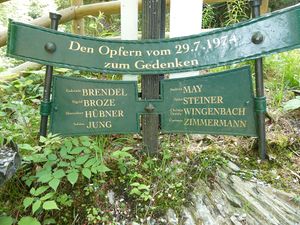 Den Opfern vom 29.7.1974
zum Gedenken
BRENDEL
BROZE
HÜBNER
JUNG
MAY
STEINER
WINGENBACH
ZIMMERMANN